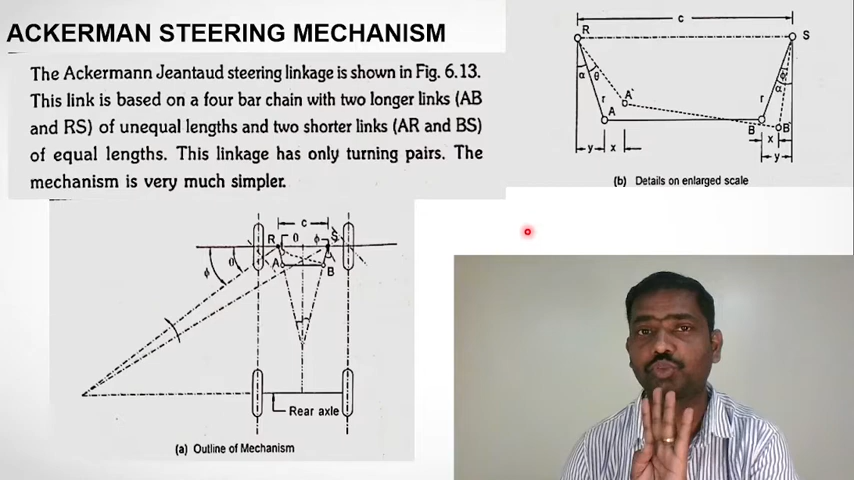 ACKERMAN STEERING MECHANISM
The Ackermann Jeantaud steering linkage is shown in Fig. 6.13.
This link is based on a four bar chain with two longer links (AB
and RS) of unequal lengths and two shorter links (AR and BS)
of equal lengths. This linkage has only turning pairs. The
mechanism is very much simpler.
c
R θ φ S
A B
φ θ
Rear axle
(a) Outline of Mechanism
c
R S
α θ φ α
A'
r r
A B B'
y x x
y
(b) Details on enlarged scale